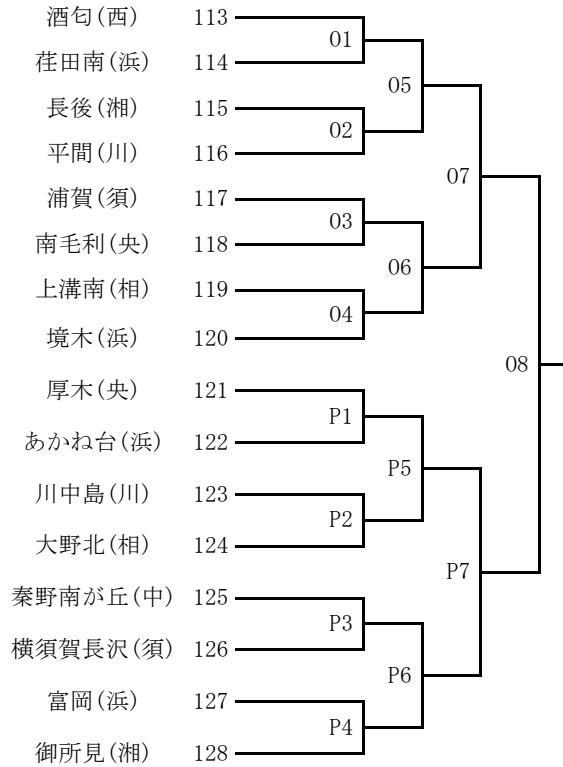 酒匂(西) 113
O1
荏田南(浜) 114
O5
長後(湘) 115
O2
平間(川) 116
O7
浦賀(須) 117
O3
南毛利(央) 118
O6
上溝南(相) 119
O4
境木(浜) 120
O8
厚木(央) 121
P1
あかね台(浜) 122
P5
川中島(川) 123
P2
大野北(相) 124
P7
秦野南が丘(中) 125
P3
横須賀長沢(須) 126
P6
富岡(浜) 127
P4
御所見(湘) 128